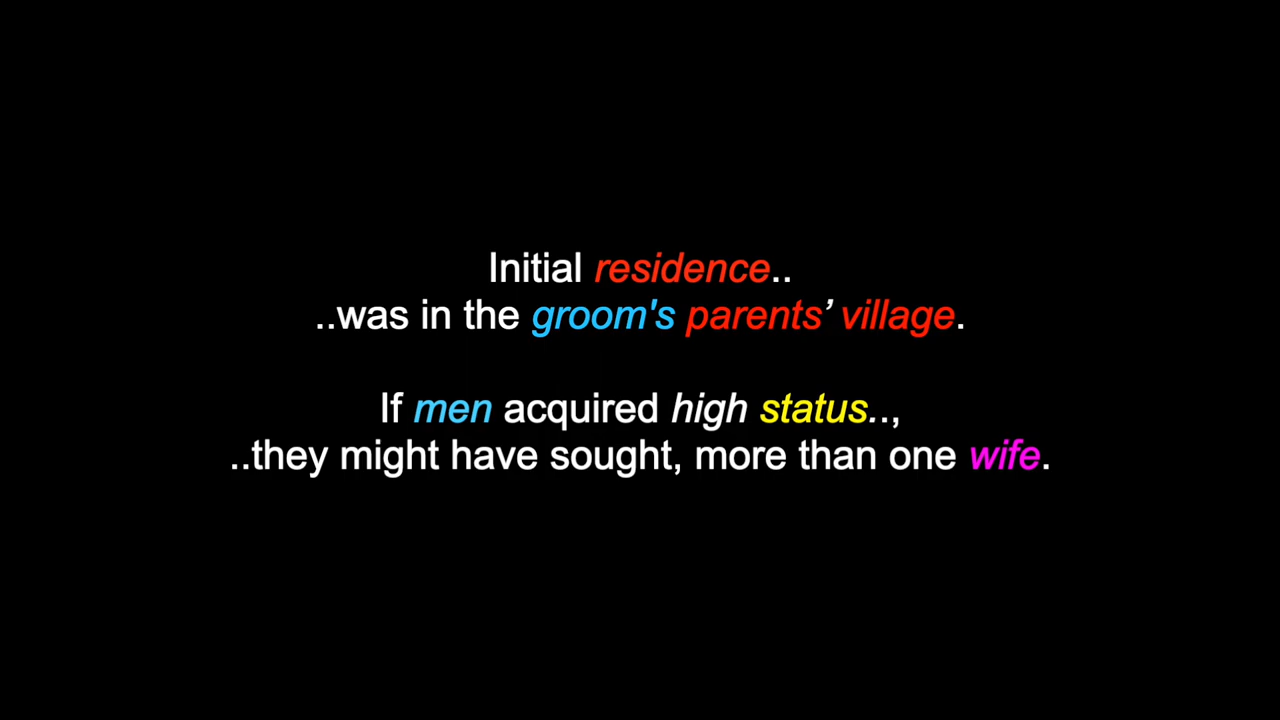 Initial residence..
..was in the groom's parents’ village.
If men acquired high status..,
..they might have sought, more than one wife.